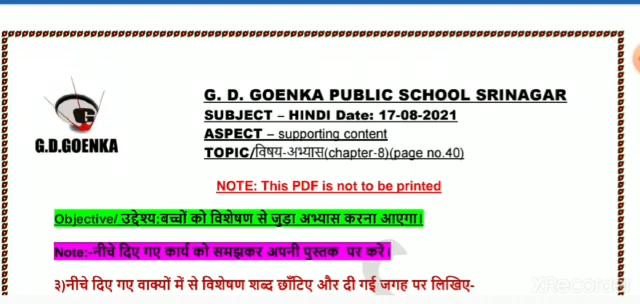 G. D. GOENKA PUBLIC SCHOOL SRINAGAR
SUBJECT – HINDI Date: 17-08-2021
ASPECT – supporting content
G.D.GOENKA
TOPIC/विषय-अभ्यास(chapter-8)(page no.40)
NOTE: This PDF is not to be printed
Objective/ उद्देश्य:बच्चों को विशेषण से जुड़ा अभ्यास करना आएगा।
Note:-नीचे दिए गए कार्य को समझकर अपनी पुस्तक पर करें।
३)नीचे दिए गए वाक्यों में से विशेषण शब्द छाँटिए और दी गई जगह पर लिखिए-
XRecorder